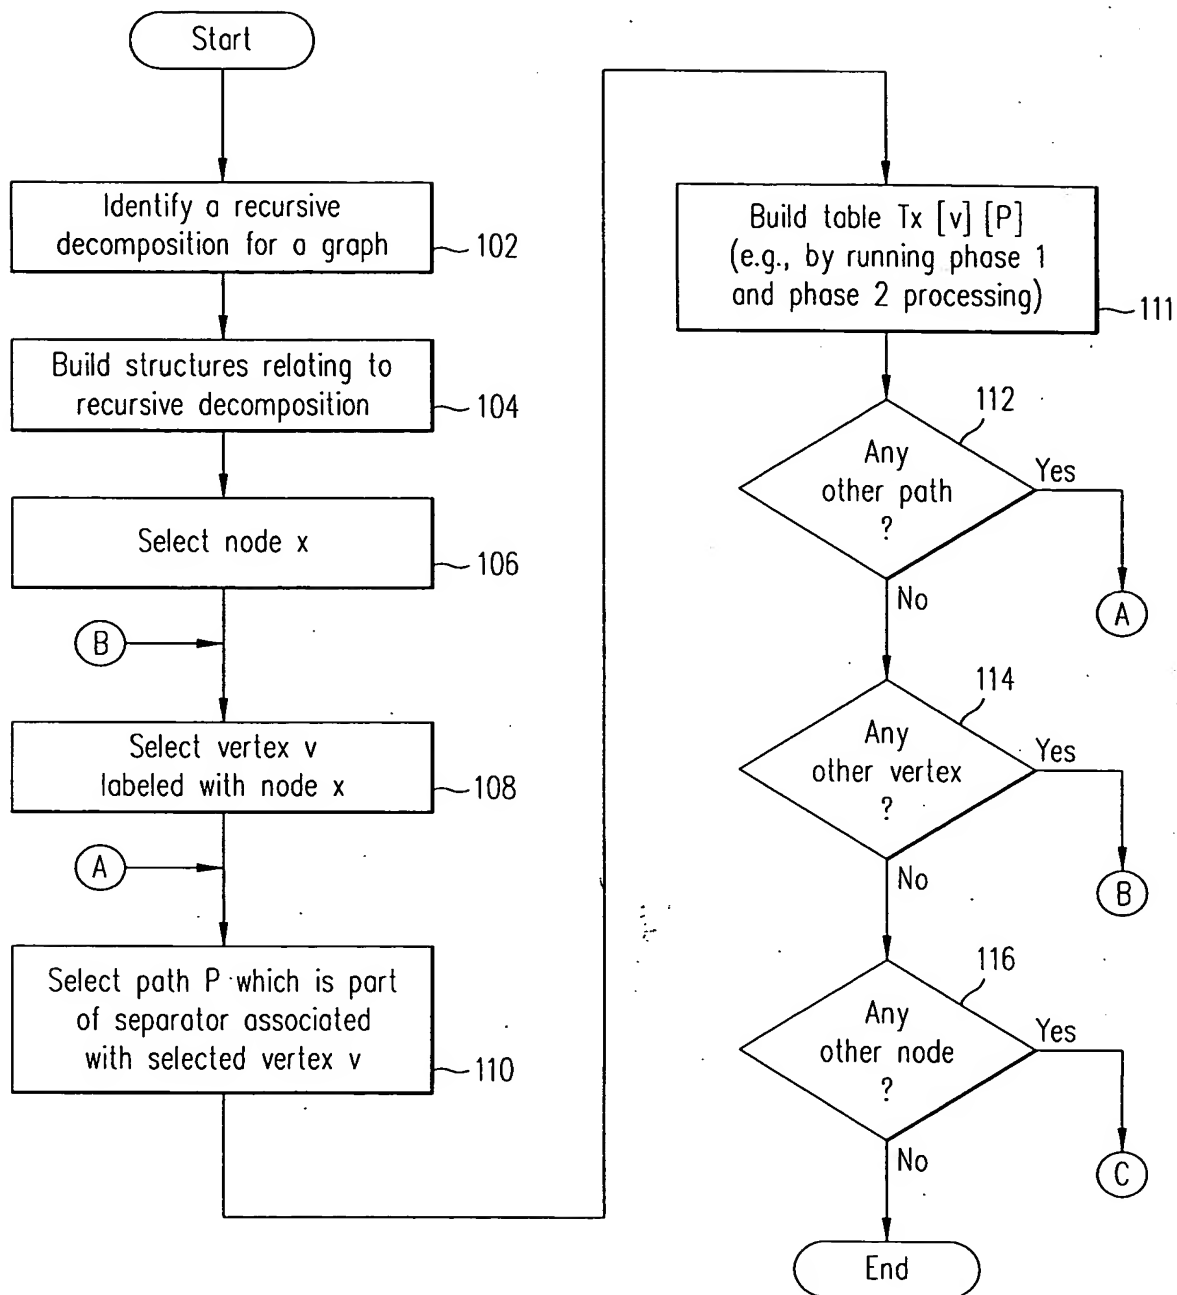 Start
Identify a recursive
decomposition for a graph
102
Build structures relating to
recursive decomposition
104
Select node x
106
B
Select vertex v
labeled with node x
108
A
Select path P which is part
of separator associated
with selected vertex v
110
Build table Tx [v] [P]
(e.g., by running phase 1
and phase 2 processing)
111
112
Any
other path
?
Yes
No
A
114
Any
other vertex
?
Yes
No
B
116
Any
other node
?
Yes
No
C
End